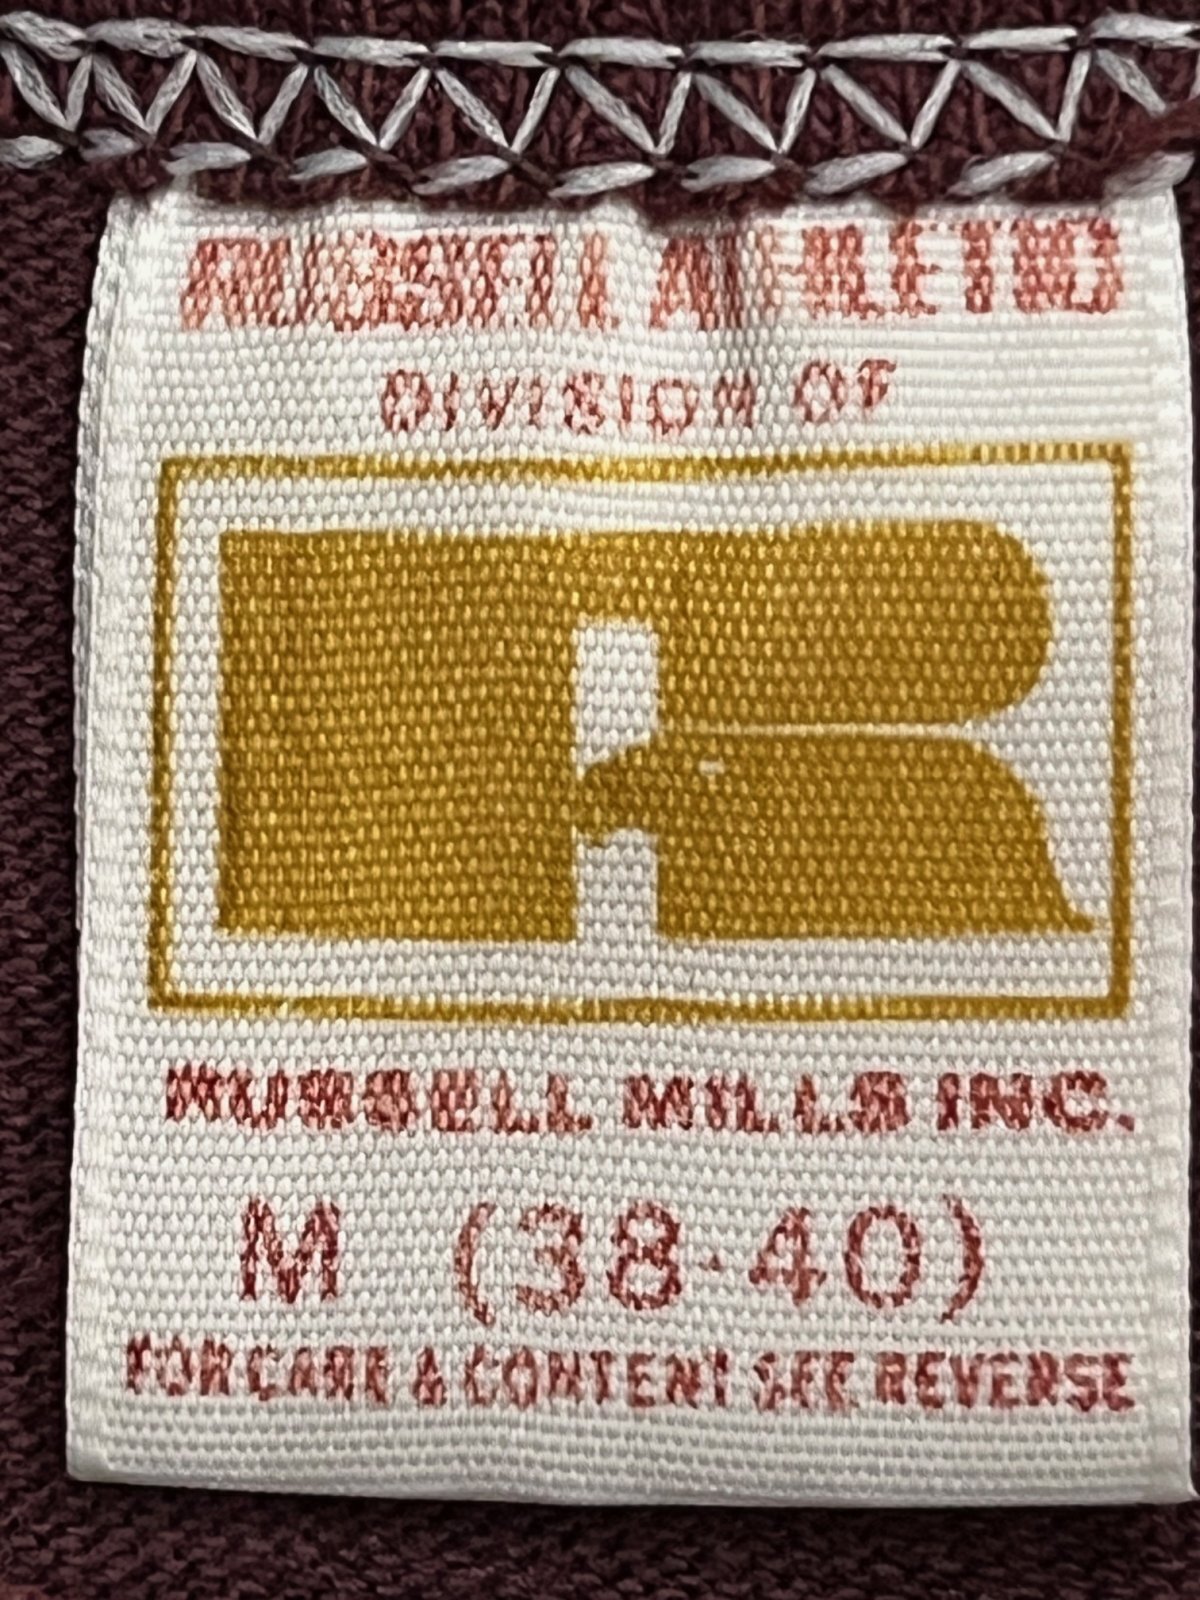 RUSSELL ATHLETIC
DIVISION OF
R
RUSSELL MILLS INC.
M (38-40)
FOR CARE & CONTENT SEE REVERSE